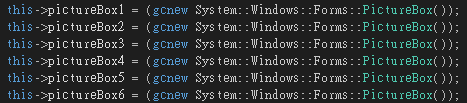 this->pictureBox1 = (gcnew System::Windows::Forms::PictureBox());
this->pictureBox2 = (gcnew System::Windows::Forms::PictureBox());
this->pictureBox3 = (gcnew System::Windows::Forms::PictureBox());
this->pictureBox4 = (gcnew System::Windows::Forms::PictureBox());
this->pictureBox5 = (gcnew System::Windows::Forms::PictureBox());
this->pictureBox6 = (gcnew System::Windows::Forms::PictureBox());